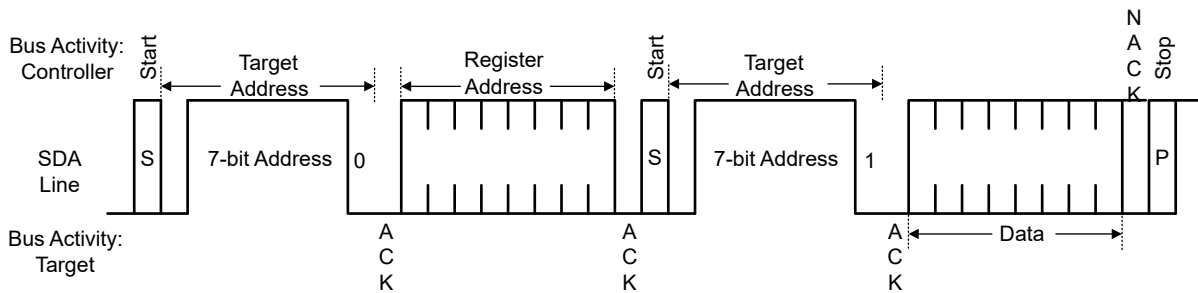 Bus Activity:
Controller
Start
Target
Address
Register
Address
Start
Target
Address
N
A
C
K
Stop
SDA
Line
S
7-bit Address
0
S
7-bit Address
1
P
Bus Activity:
Target
A
C
K
A
C
K
A
C
K
Data